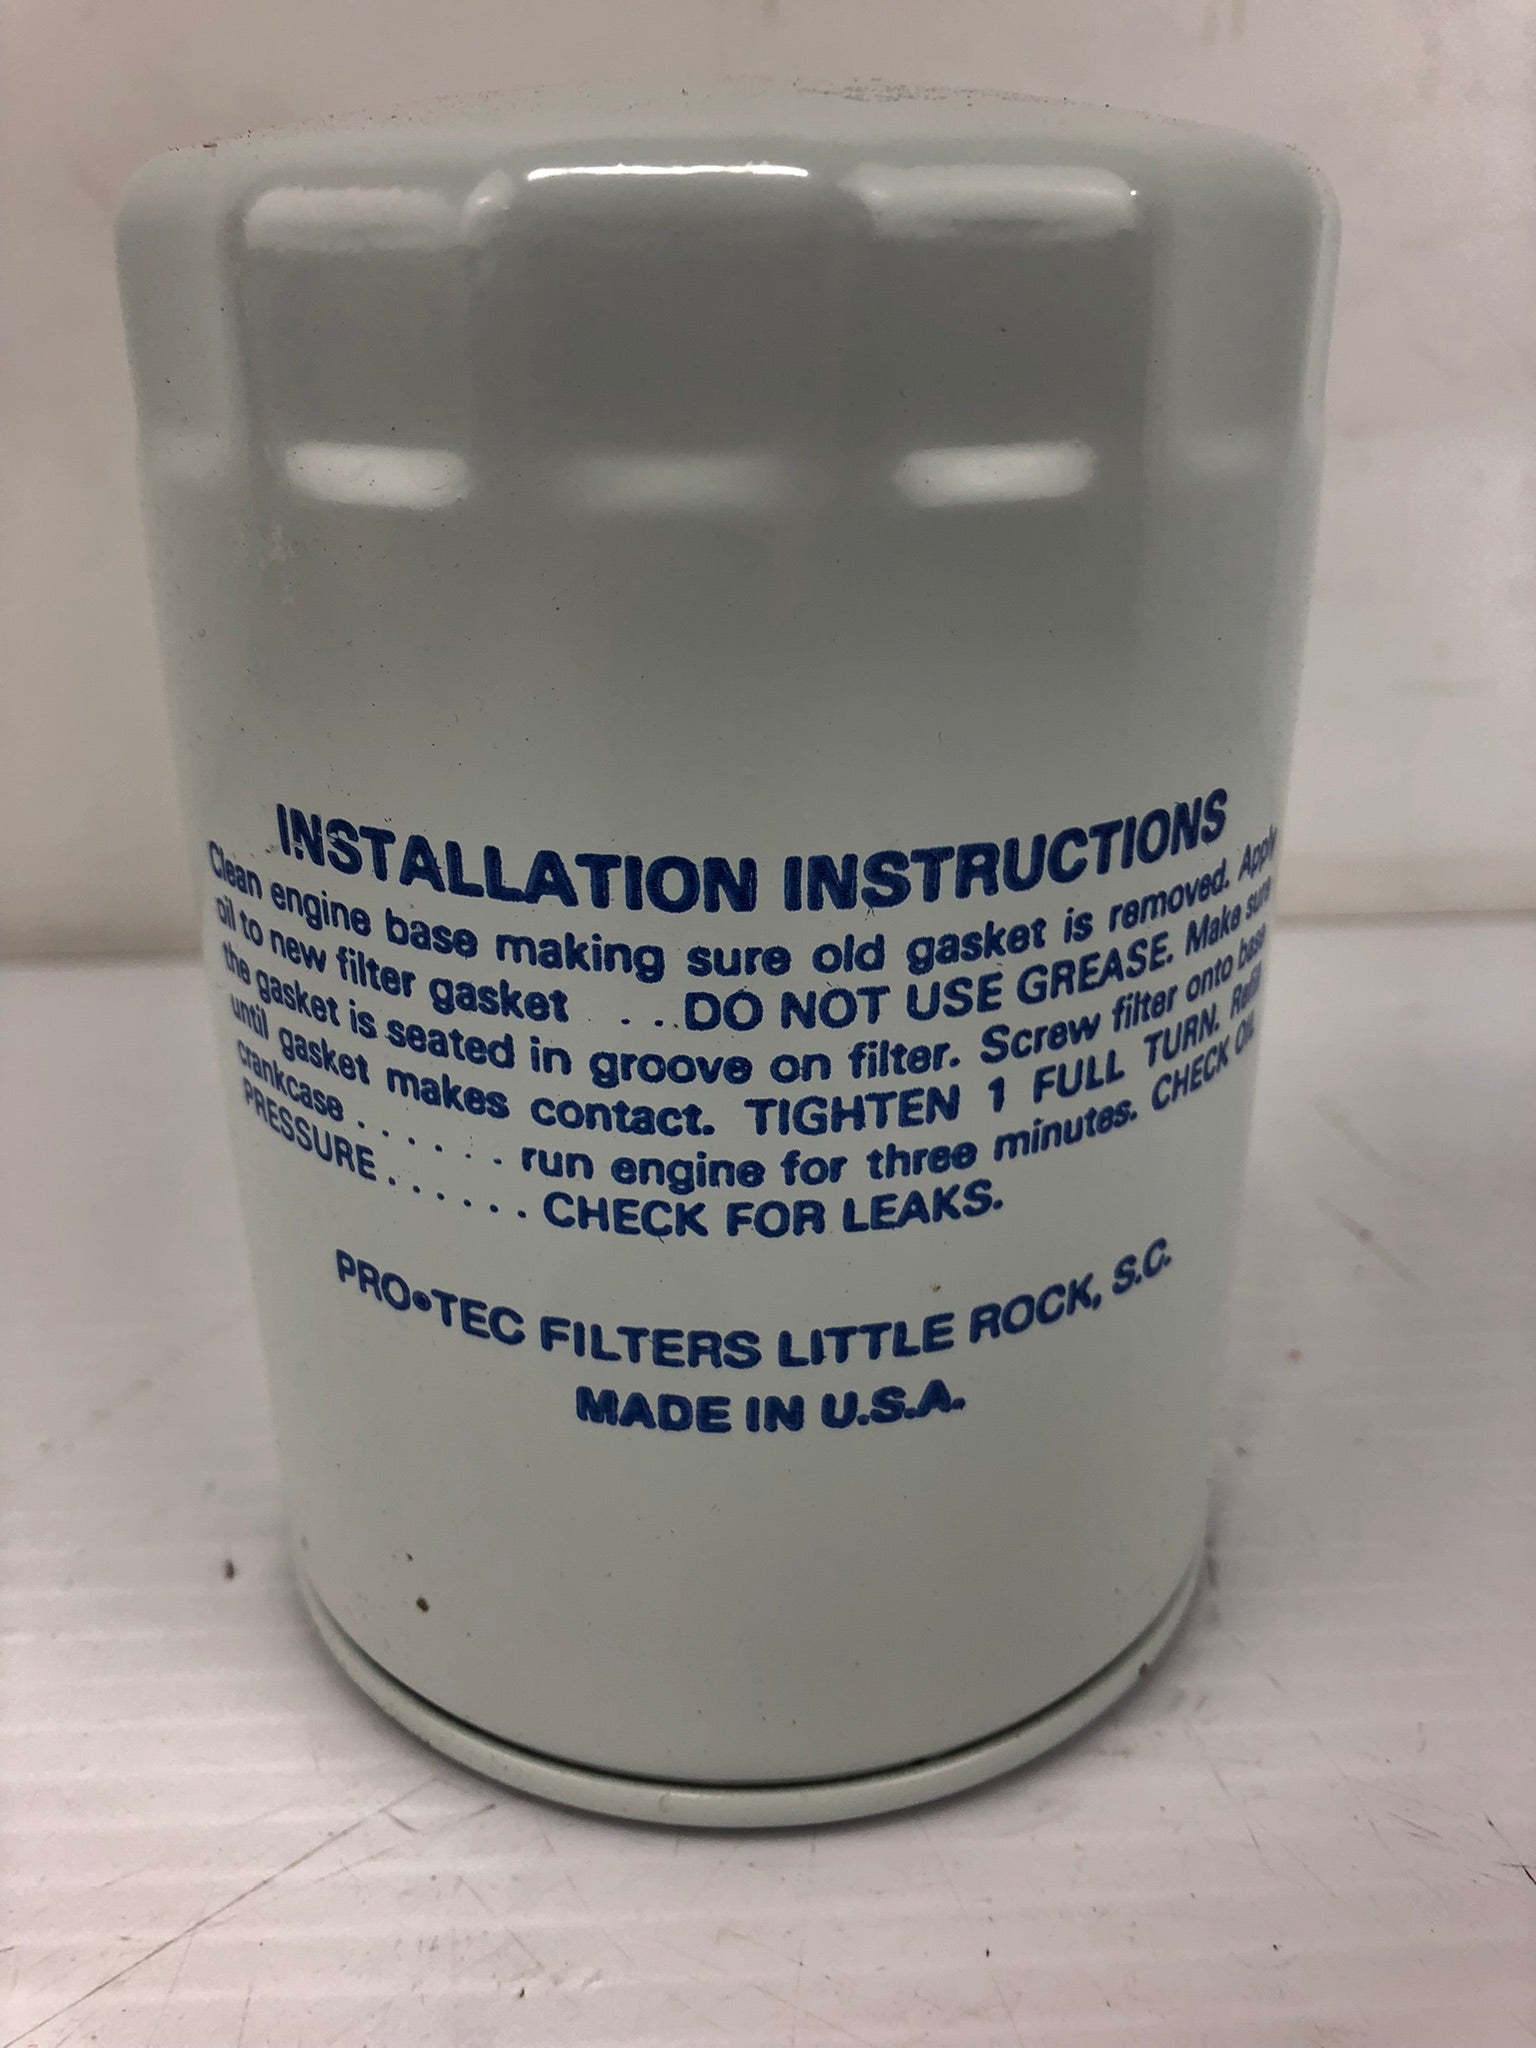 INSTALLATION INSTRUCTIONS
Clean engine base making sure old gasket is removed. Apply
oil to new filter gasket . . . DO NOT USE GREASE. Make sure
the gasket is seated in groove on filter. Screw filter onto base
until gasket makes contact. TIGHTEN 1 FULL TURN. Refill
crankcase . . . . . . run engine for three minutes. CHECK OIL
PRESSURE . . . . . . CHECK FOR LEAKS.
PRO•TEC FILTERS LITTLE ROCK, S.C.
MADE IN U.S.A.